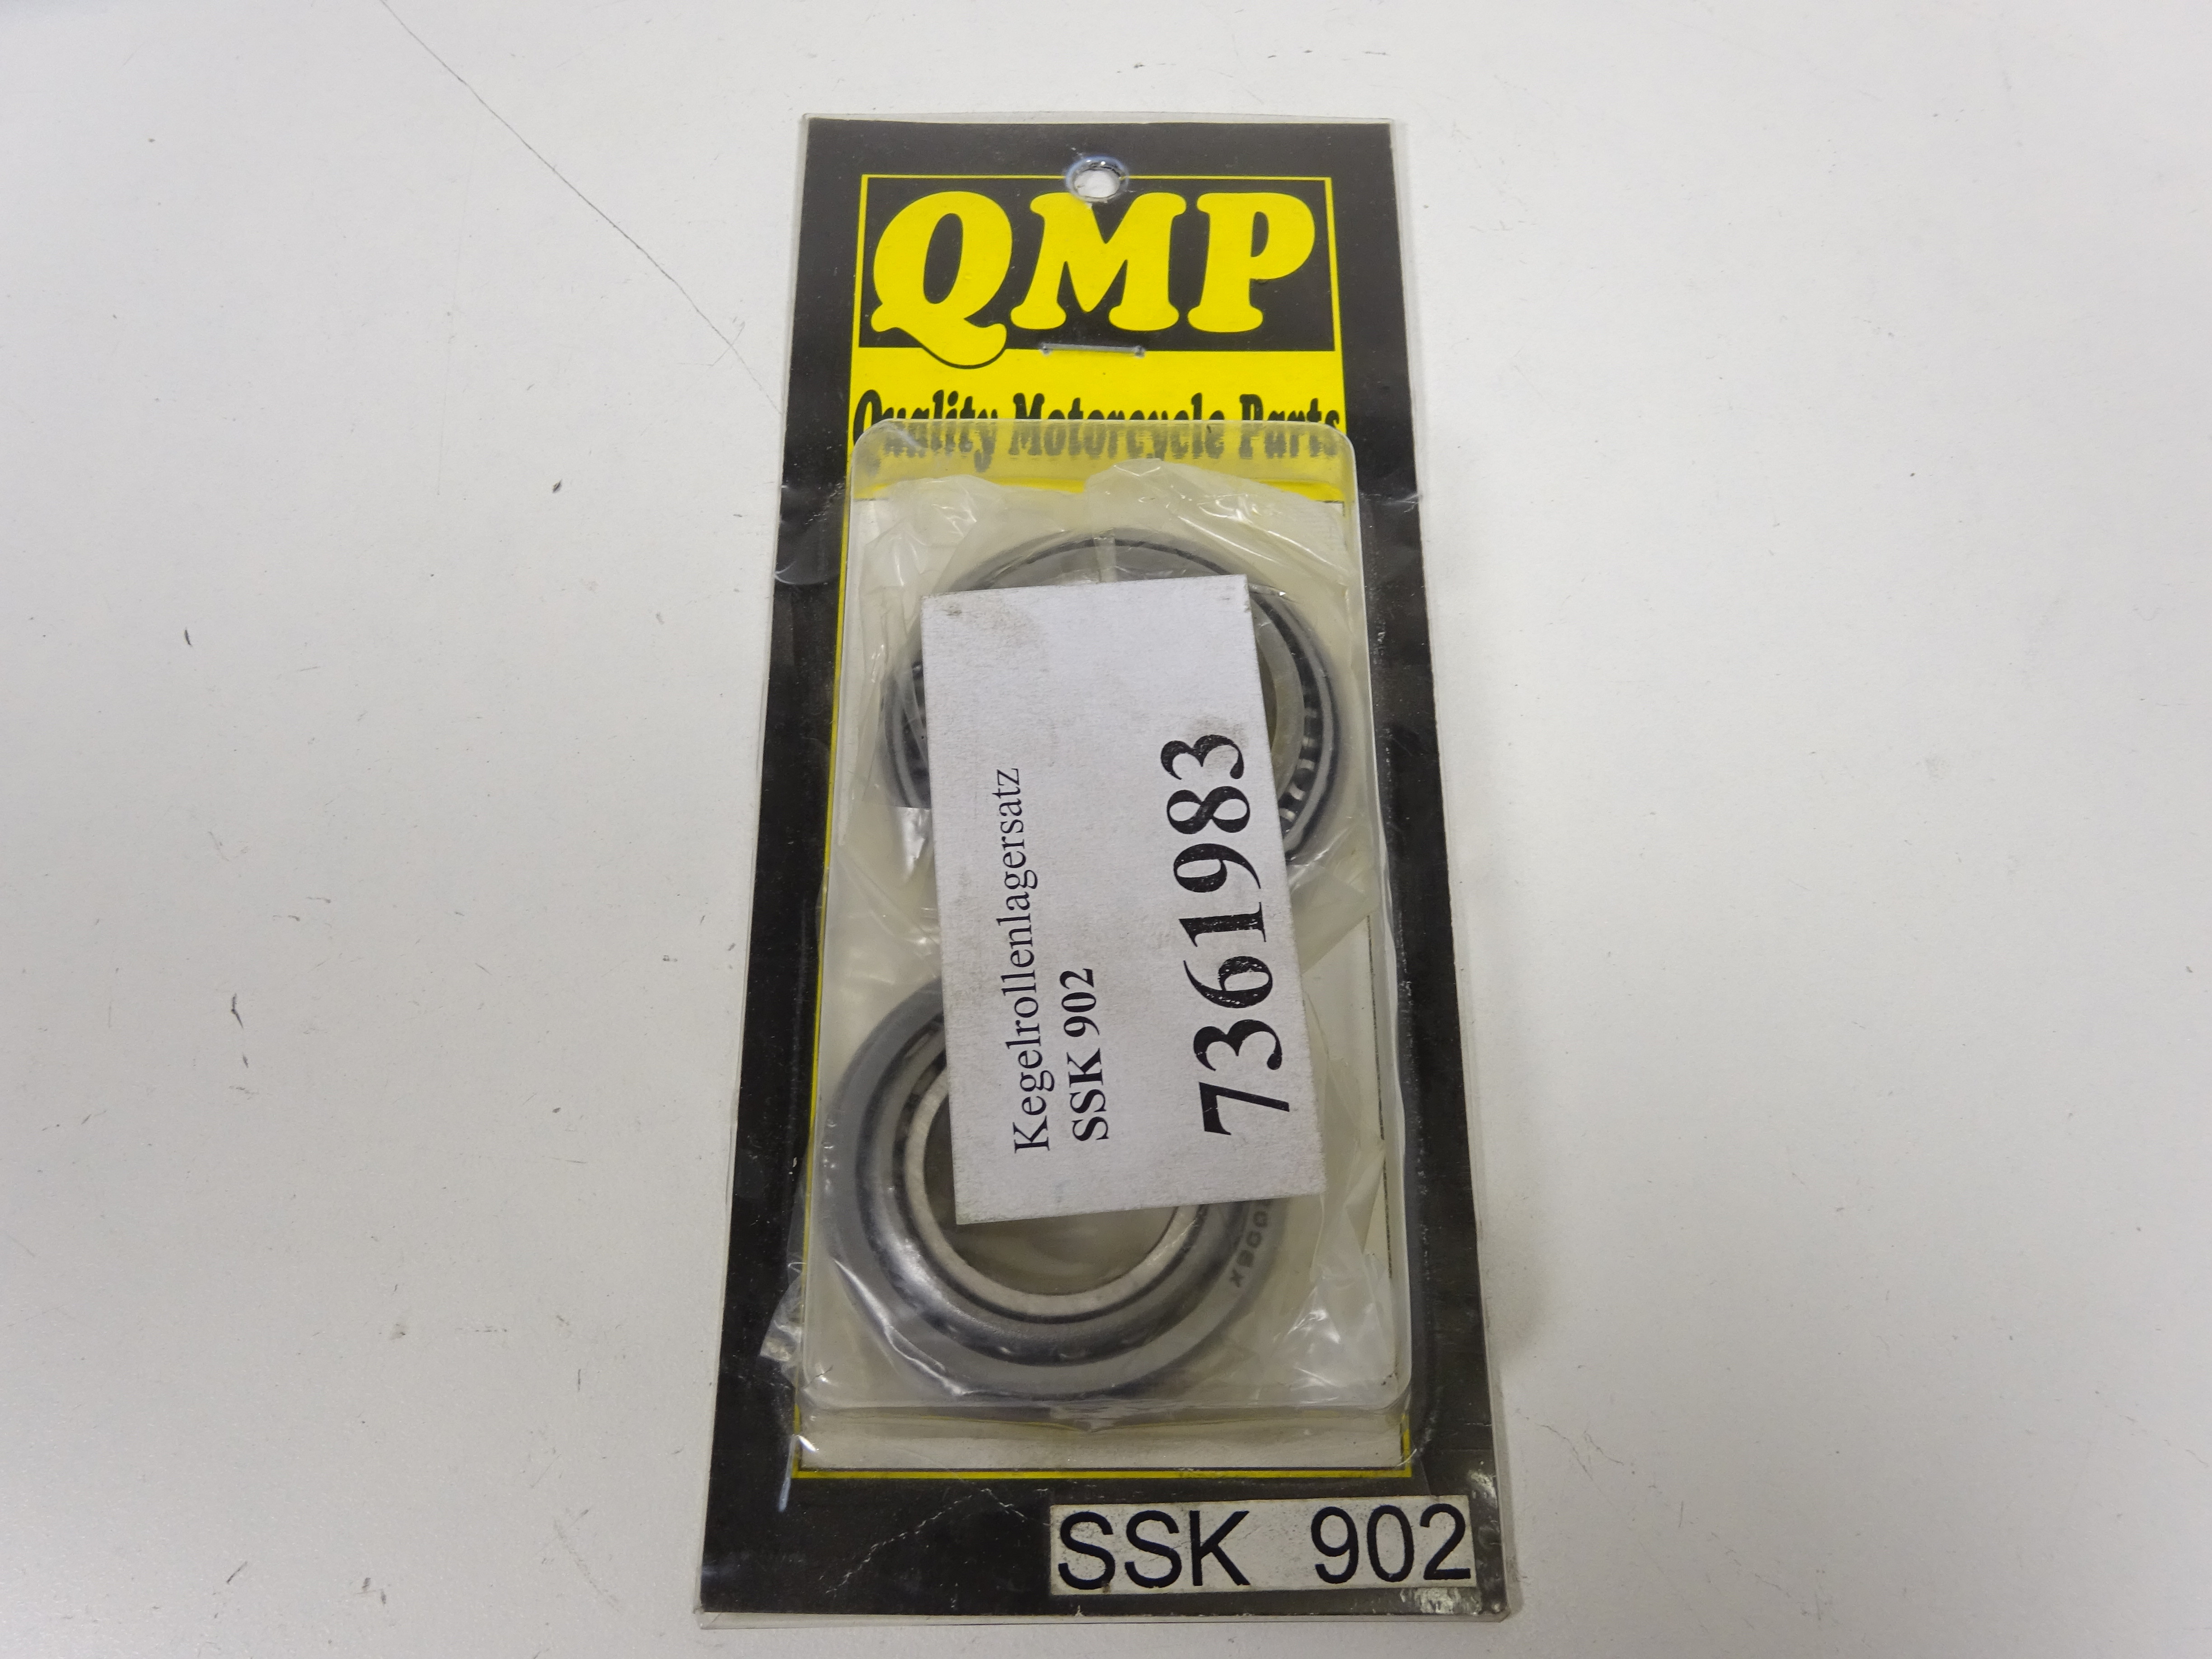 QMP
Quality Motorcycle Parts
Kegelrollenlagersatz
SSK 902
7361983
SSK 902